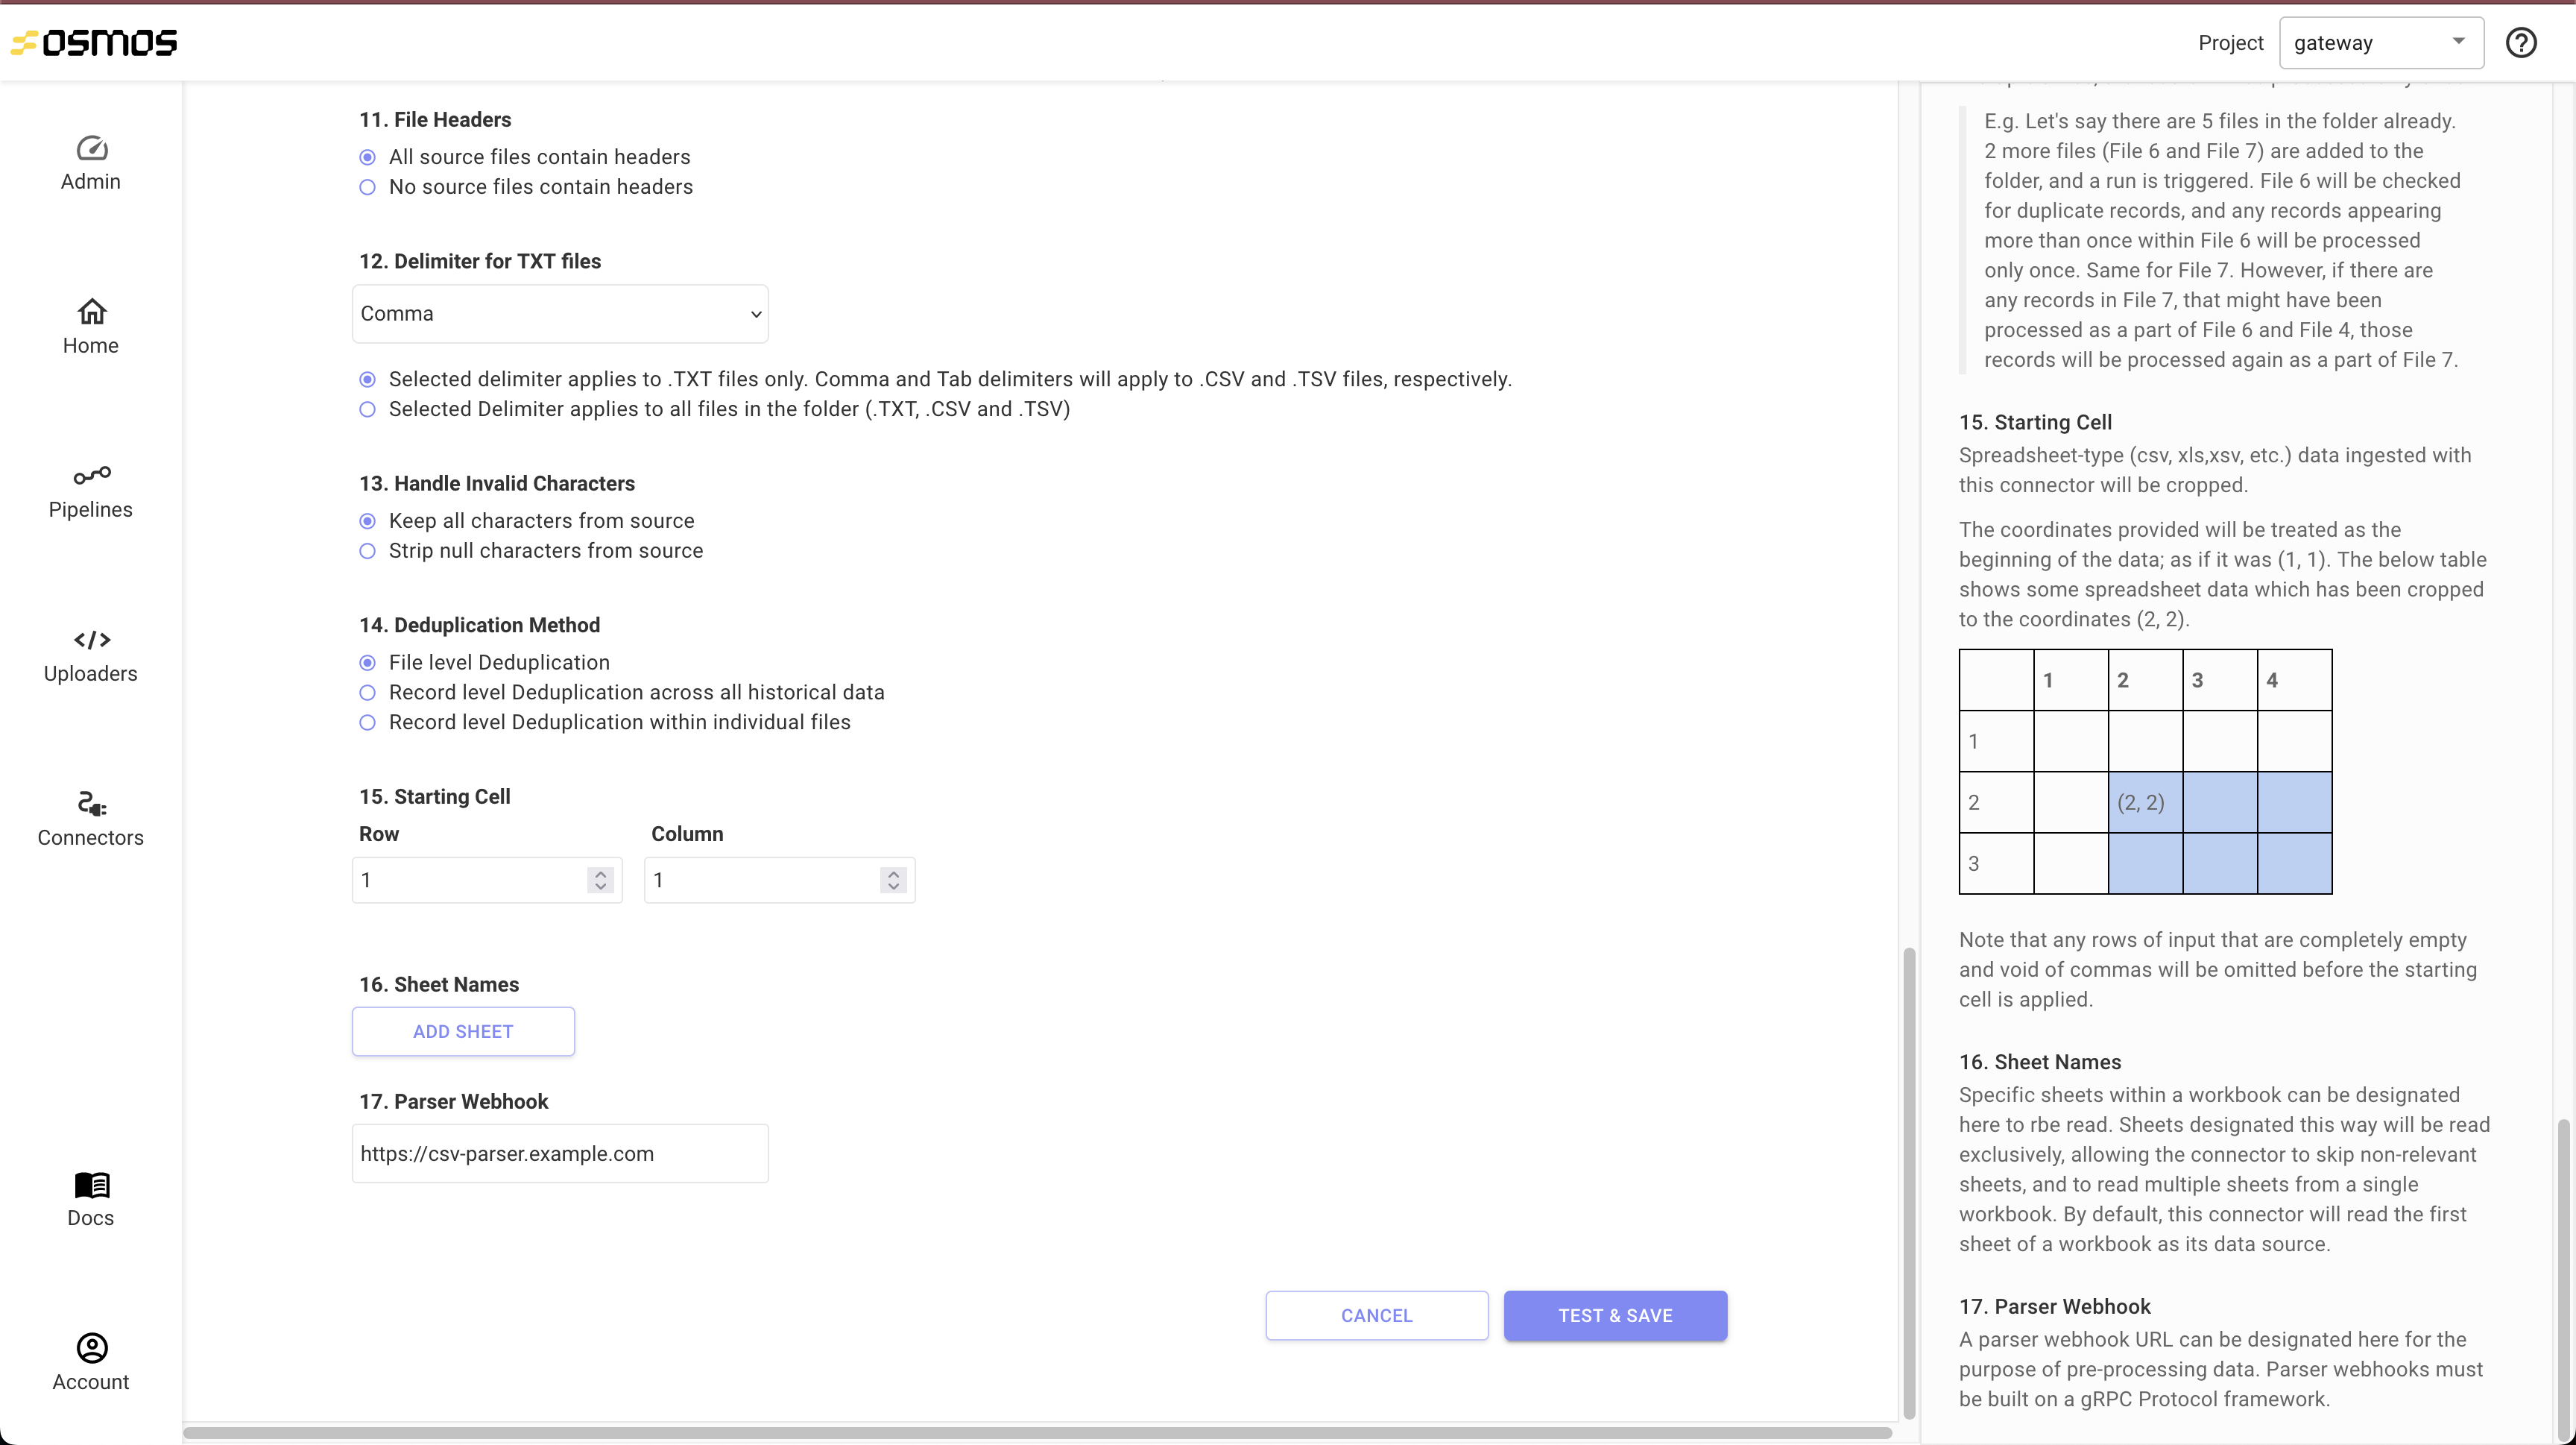 OSMOS
Project
gateway
Admin
Home
Pipelines
Uploaders
Connectors
Docs
Account
11. File Headers
All source files contain headers
No source files contain headers
12. Delimiter for TXT files
Comma
Selected delimiter applies to .TXT files only. Comma and Tab delimiters will apply to .CSV and .TSV files, respectively.
Selected Delimiter applies to all files in the folder (.TXT, .CSV and .TSV)
13. Handle Invalid Characters
Keep all characters from source
Strip null characters from source
14. Deduplication Method
File level Deduplication
Record level Deduplication across all historical data
Record level Deduplication within individual files
15. Starting Cell
Row Column
1 1
16. Sheet Names
ADD SHEET
17. Parser Webhook
https://csv-parser.example.com
CANCEL TEST & SAVE
E.g. Let's say there are 5 files in the folder already.
2 more files (File 6 and File 7) are added to the
folder, and a run is triggered. File 6 will be checked
for duplicate records, and any records appearing
more than once within File 6 will be processed
only once. Same for File 7. However, if there are
any records in File 7, that might have been
processed as a part of File 6 and File 4, those
records will be processed again as a part of File 7.
15. Starting Cell
Spreadsheet-type (csv, xls,xsv, etc.) data ingested with
this connector will be cropped.
The coordinates provided will be treated as the
beginning of the data; as if it was (1, 1). The below table
shows some spreadsheet data which has been cropped
to the coordinates (2, 2).
1 2 3 4
1
2 (2, 2)
3
Note that any rows of input that are completely empty
and void of commas will be omitted before the starting
cell is applied.
16. Sheet Names
Specific sheets within a workbook can be designated
here to rbe read. Sheets designated this way will be read
exclusively, allowing the connector to skip non-relevant
sheets, and to read multiple sheets from a single
workbook. By default, this connector will read the first
sheet of a workbook as its data source.
17. Parser Webhook
A parser webhook URL can be designated here for the
purpose of pre-processing data. Parser webhooks must
be built on a gRPC Protocol framework.